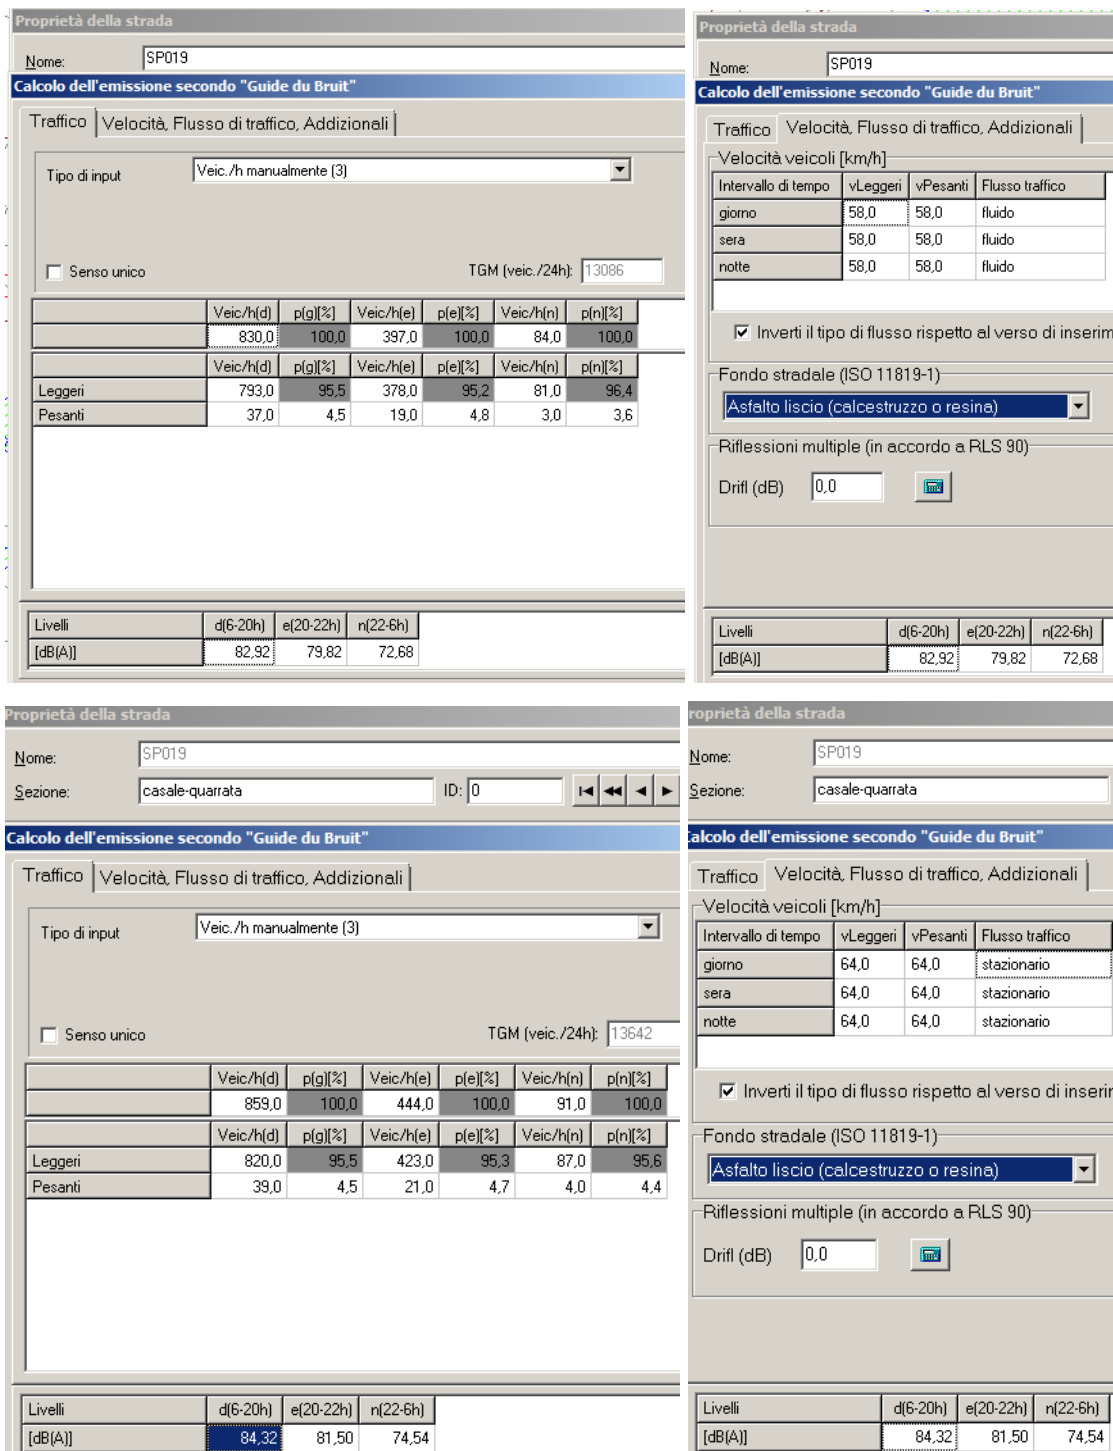 Proprietà della strada
Nome: SP019
Calcolo dell'emissione secondo "Guide du Bruit"
Traffico Velocità, Flusso di traffico, Addizionali
Tipo di input Veic./h manualmente (3)
Senso unico TGM (veic./24h): 13086
Veic/h(d) p(g)[%] Veic/h(e) p(e)[%] Veic/h(n) p(n)[%]
830,0 100,0 397,0 100,0 84,0 100,0
Veic/h(d) p(g)[%] Veic/h(e) p(e)[%] Veic/h(n) p(n)[%]
Leggeri 793,0 95,5 378,0 95,2 81,0 96,4
Pesanti 37,0 4,5 19,0 4,8 3,0 3,6
Livelli d(6-20h) e(20-22h) n(22-6h)
[dB(A)] 82,92 79,82 72,68
Proprietà della strada
Nome: SP019
Calcolo dell'emissione secondo "Guide du Bruit"
Traffico Velocità, Flusso di traffico, Addizionali
Velocità veicoli [km/h]
Intervallo di tempo vLeggeri vPesanti Flusso traffico
giorno 58,0 58,0 fluido
sera 58,0 58,0 fluido
notte 58,0 58,0 fluido
Inverti il tipo di flusso rispetto al verso di inserim
Fondo stradale (ISO 11819-1)
Asfalto liscio (calcestruzzo o resina)
Riflessioni multiple (in accordo a RLS 90)
Drifl (dB) 0,0
Livelli d(6-20h) e(20-22h) n(22-6h)
[dB(A)] 82,92 79,82 72,68
Proprietà della strada
Nome: SP019
Sezione: casale-quarrata ID: 0
Calcolo dell'emissione secondo "Guide du Bruit"
Traffico Velocità, Flusso di traffico, Addizionali
Tipo di input Veic./h manualmente (3)
Senso unico TGM (veic./24h): 13642
Veic/h(d) p(g)[%] Veic/h(e) p(e)[%] Veic/h(n) p(n)[%]
859,0 100,0 444,0 100,0 91,0 100,0
Veic/h(d) p(g)[%] Veic/h(e) p(e)[%] Veic/h(n) p(n)[%]
Leggeri 820,0 95,5 423,0 95,3 87,0 95,6
Pesanti 39,0 4,5 21,0 4,7 4,0 4,4
Livelli d(6-20h) e(20-22h) n(22-6h)
[dB(A)] 84,32 81,50 74,54
roprietà della strada
Nome: SP019
Sezione: casale-quarrata
Calcolo dell'emissione secondo "Guide du Bruit"
Traffico Velocità, Flusso di traffico, Addizionali
Velocità veicoli [km/h]
Intervallo di tempo vLeggeri vPesanti Flusso traffico
giorno 64,0 64,0 stazionario
sera 64,0 64,0 stazionario
notte 64,0 64,0 stazionario
Inverti il tipo di flusso rispetto al verso di inserir
Fondo stradale (ISO 11819-1)
Asfalto liscio (calcestruzzo o resina)
Riflessioni multiple (in accordo a RLS 90)
Drifl (dB) 0,0
Livelli d(6-20h) e(20-22h) n(22-6h)
[dB(A)] 84,32 81,50 74,54